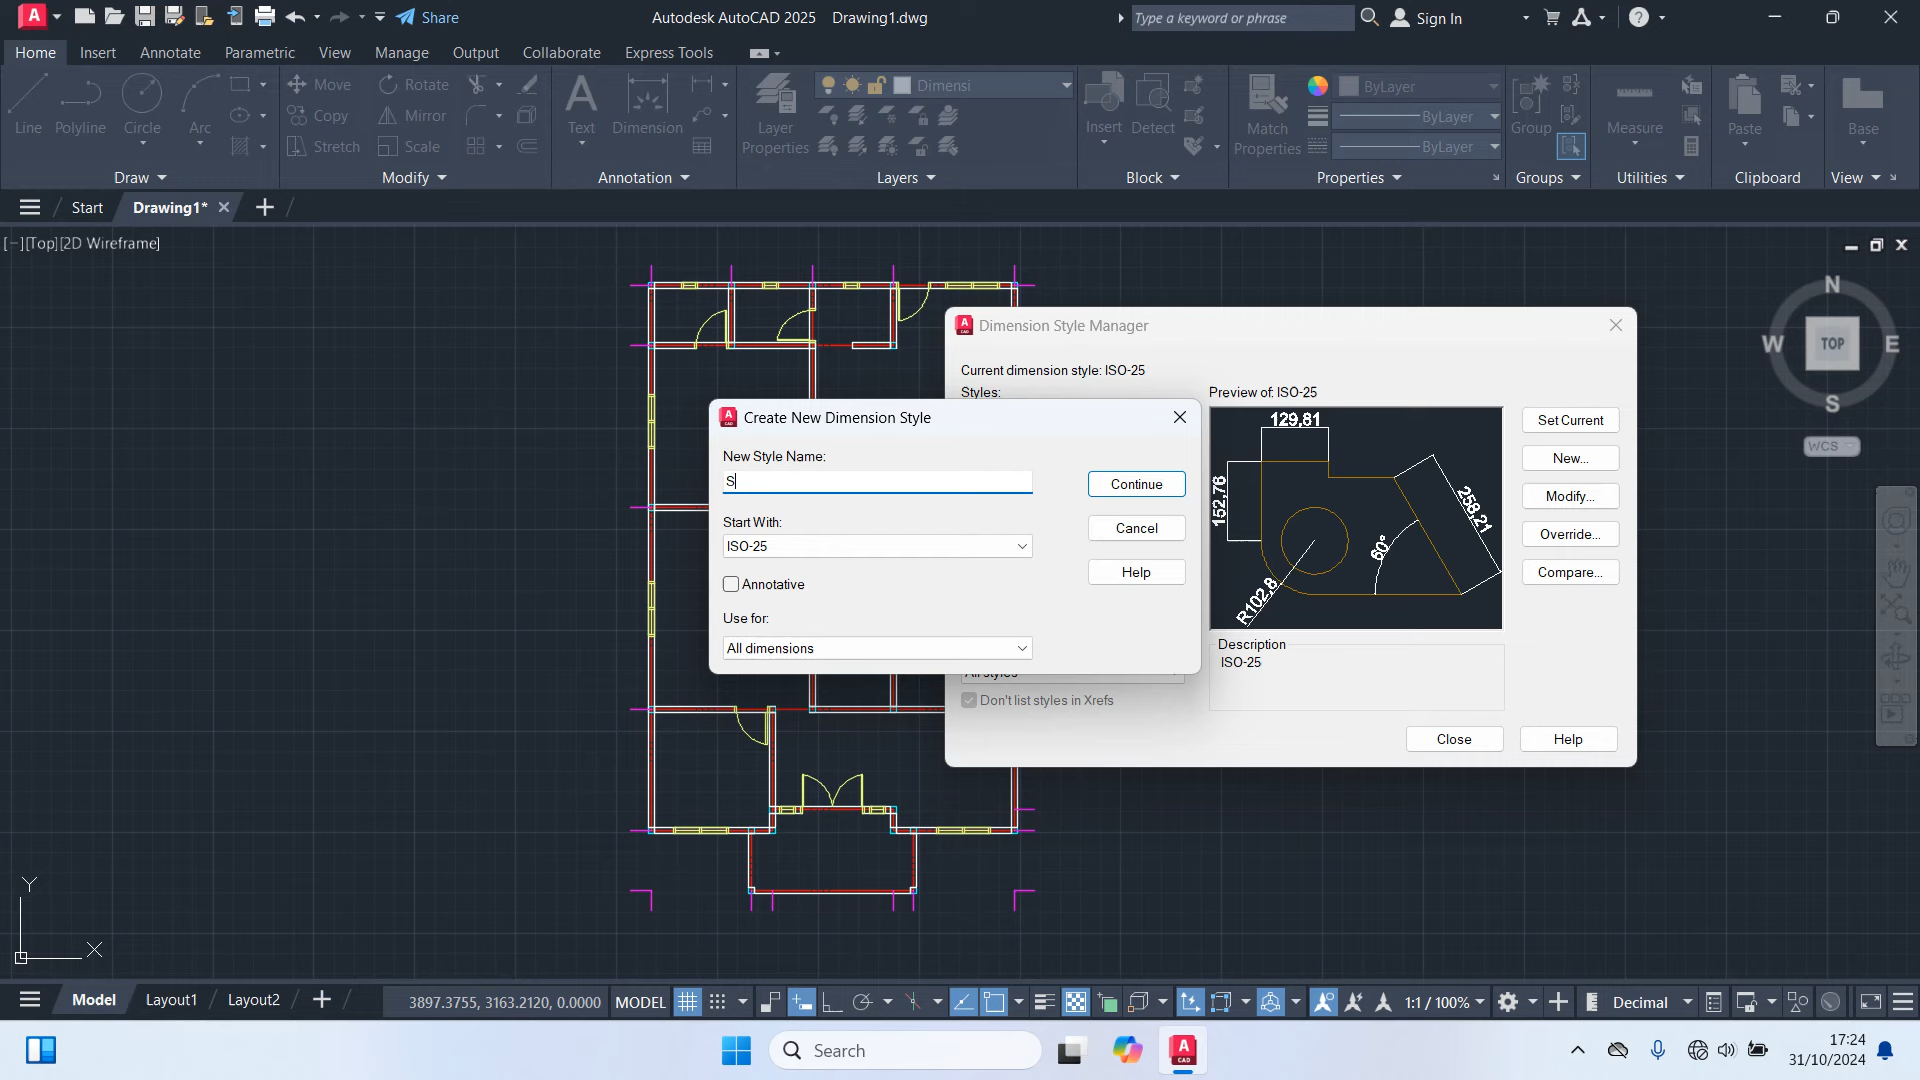 Share
Autodesk AutoCAD 2025 Drawing1.dwg
Type a keyword or phrase
Sign In
Home Insert Annotate Parametric View Manage Output Collaborate Express Tools
Line Polyline Circle Arc
Move Rotate
Copy Mirror
Stretch Scale
Text Dimension
Layer Properties
Dimensi
Insert Detect
Match Properties
ByLayer
ByLayer
ByLayer
Group Measure Paste Base
Draw Modify Annotation Layers Block Properties Groups Utilities Clipboard View
Start Drawing1*
[−][Top][2D Wireframe]
N
W TOP E
S
WCS
Dimension Style Manager
Current dimension style: ISO-25
Styles:
Preview of: ISO-25
129,81
152,76
258,21
60°
R102,8
Set Current
New...
Modify...
Override...
Compare...
Description
ISO-25
All styles
Don't list styles in Xrefs
Close Help
Create New Dimension Style
New Style Name:
S
Continue
Start With:
ISO-25
Cancel
Help
Annotative
Use for:
All dimensions
Y
X
Model Layout1 Layout2
3897.3755, 3163.2120, 0.0000 MODEL
1:1 / 100% Decimal
Search
17:24
31/10/2024